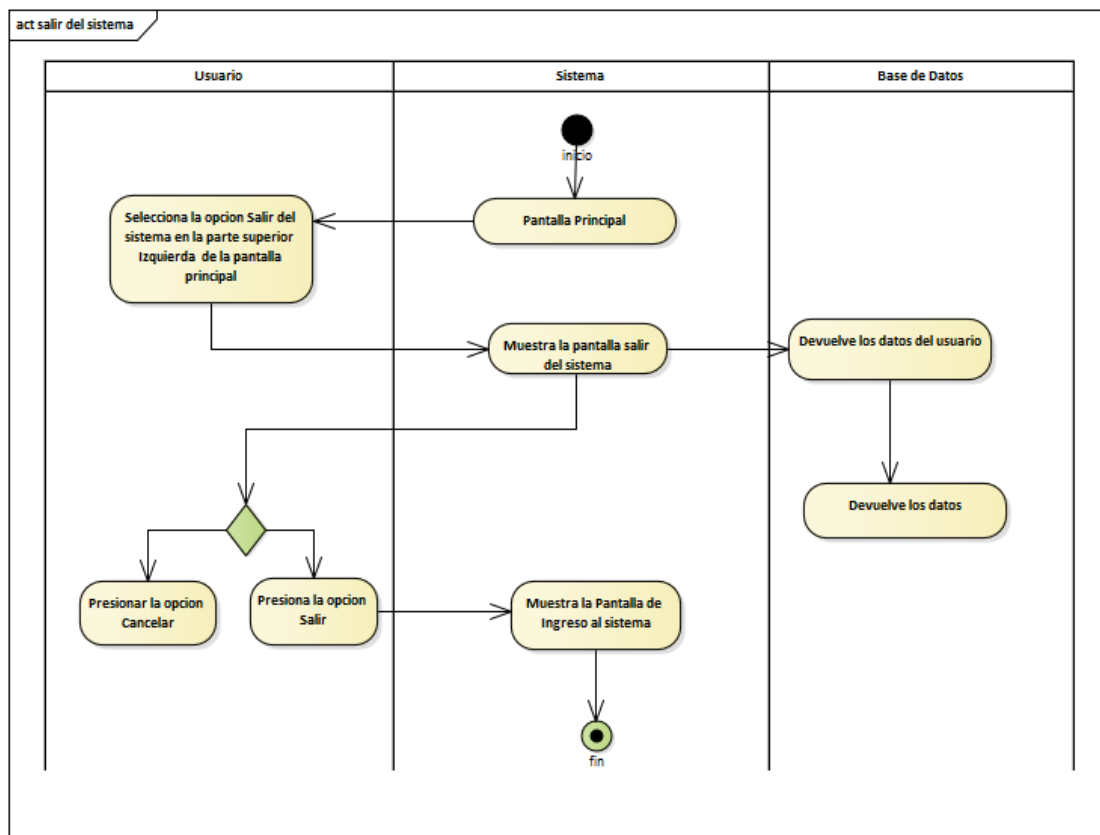 act salir del sistema
Usuario
Sistema
Base de Datos
inicio
Selecciona la opcion Salir del
sistema en la parte superior
Izquierda de la pantalla
principal
Pantalla Principal
Muestra la pantalla salir
del sistema
Devuelve los datos del usuario
Devuelve los datos
Presionar la opcion
Cancelar
Presiona la opcion
Salir
Muestra la Pantalla de
Ingreso al sistema
fin